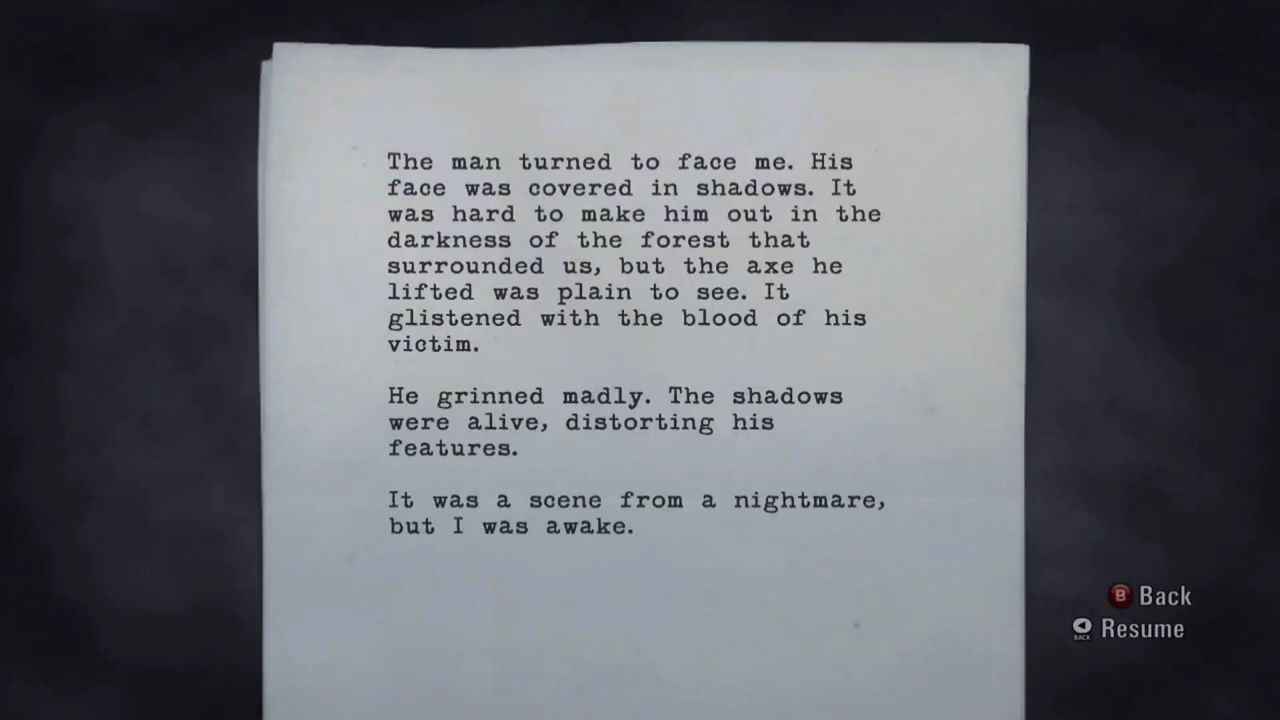 The man turned to face me. His
face was covered in shadows. It
was hard to make him out in the
darkness of the forest that
surrounded us, but the axe he
lifted was plain to see. It
glistened with the blood of his
victim.
He grinned madly. The shadows
were alive, distorting his
features.
It was a scene from a nightmare,
but I was awake.
B Back
BACK Resume